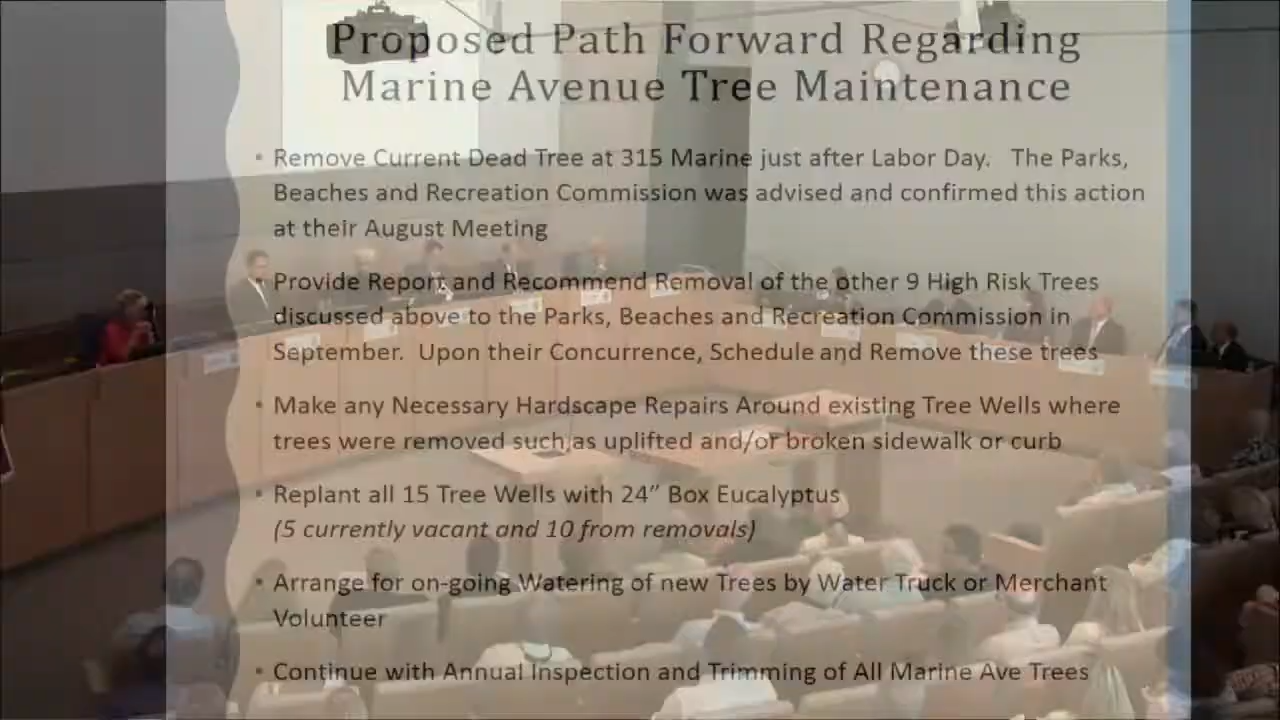 Proposed Path Forward Regarding
Marine Avenue Tree Maintenance
• Remove Current Dead Tree at 315 Marine just after Labor Day. The Parks,
Beaches and Recreation Commission was advised and confirmed this action
at their August Meeting
• Provide Report and Recommend Removal of the other 9 High Risk Trees
discussed above to the Parks, Beaches and Recreation Commission in
September. Upon their Concurrence, Schedule and Remove these trees
• Make any Necessary Hardscape Repairs Around existing Tree Wells where
trees were removed such as uplifted and/or broken sidewalk or curb
• Replant all 15 Tree Wells with 24” Box Eucalyptus
(5 currently vacant and 10 from removals)
• Arrange for on-going Watering of new Trees by Water Truck or Merchant
Volunteer
• Continue with Annual Inspection and Trimming of All Marine Ave Trees